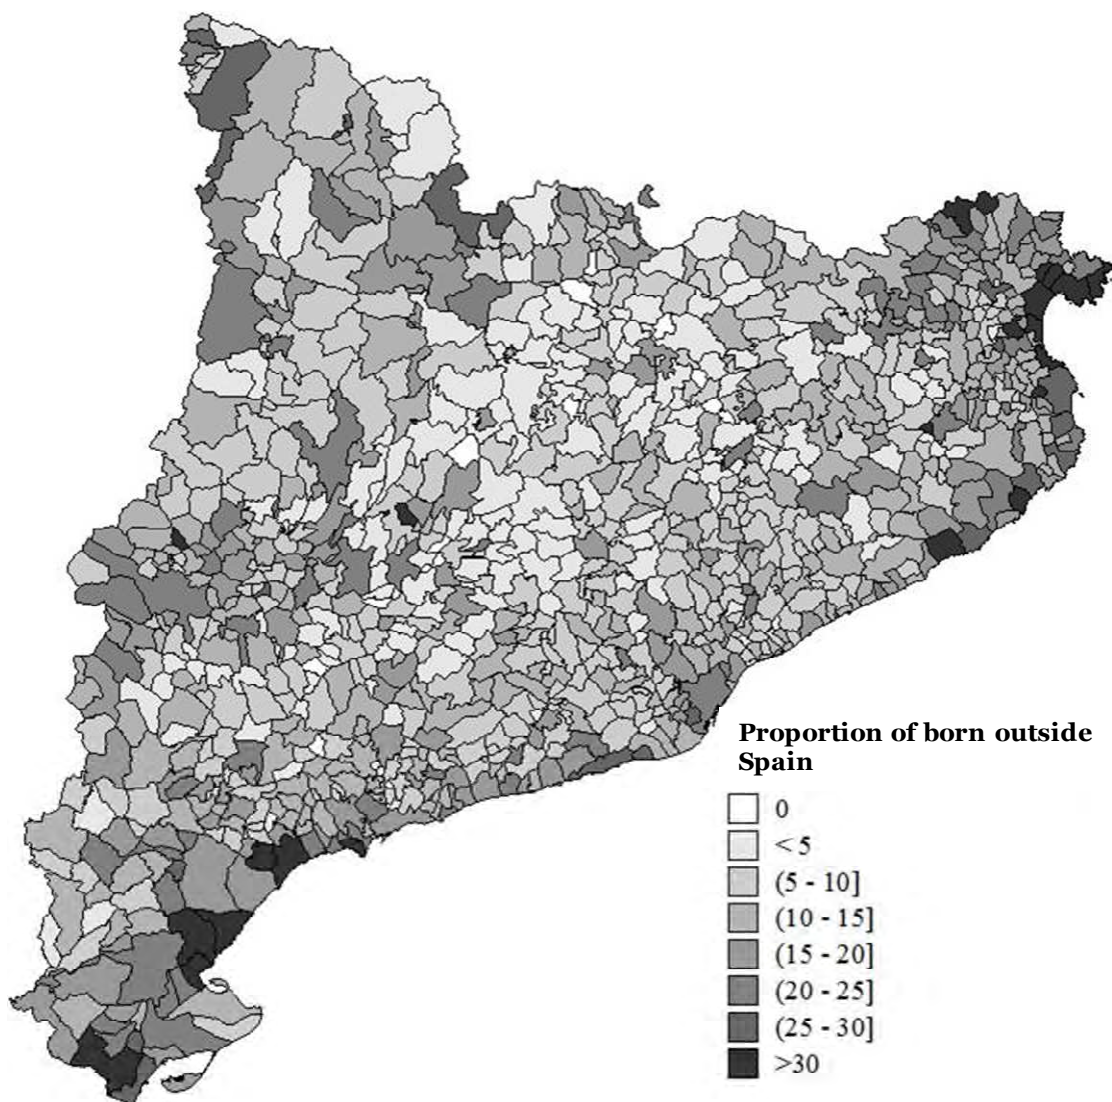 Proportion of born outside
Spain
0
< 5
(5 - 10]
(10 - 15]
(15 - 20]
(20 - 25]
(25 - 30]
>30